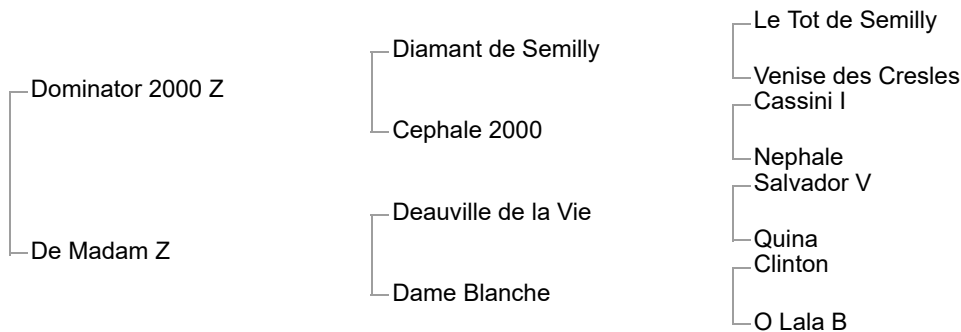 Dominator 2000 Z
De Madam Z
Diamant de Semilly
Cephale 2000
Deauville de la Vie
Dame Blanche
Le Tot de Semilly
Venise des Cresles
Cassini I
Nephale
Salvador V
Quina
Clinton
O Lala B